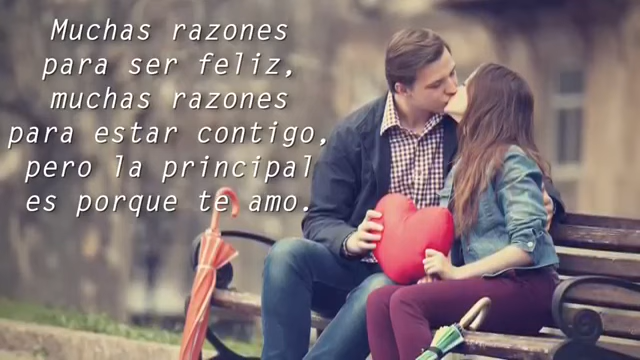 Muchas razones
para ser feliz,
muchas razones
para estar contigo,
pero la principal
es porque te amo.